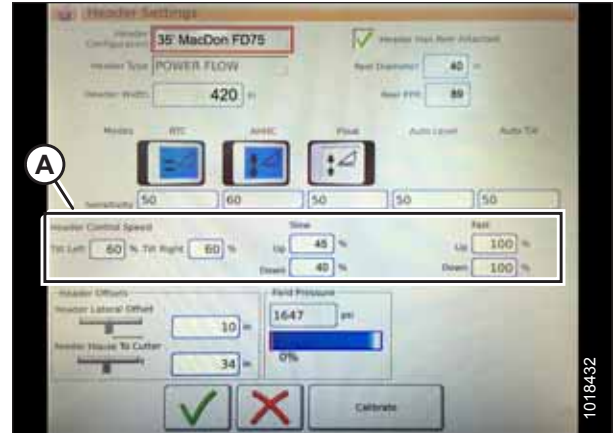 Header Settings
Header Configuration 35' MacDon FD75 Header Has Reel Attached
Header Type POWER FLOW Reel Diameter 40 in
Header Width 420 in Reel PPR 89
Modes RTC AHHC Float Auto Level Auto Tilt
A
Sensitivity 50 60 50 50 50
Header Control Speed Slow Fast
Tilt Left 60 % Tilt Right 60 % Up 48 % Up 100 %
Down 40 % Down 100 %
Header Offsets Field Pressure
Header Lateral Offset 1647 psi
10 in
Feeder House To Cutter 0%
34 in
Calibrate
1018432